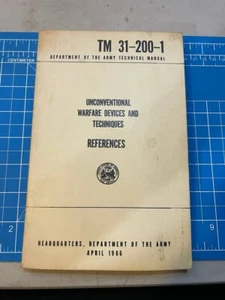 TM 31-200-1
DEPARTMENT OF THE ARMY TECHNICAL MANUAL
UNCONVENTIONAL
WARFARE DEVICES AND
TECHNIQUES
REFERENCES
HEADQUARTERS, DEPARTMENT OF THE ARMY
APRIL 1966
CENTIMETER